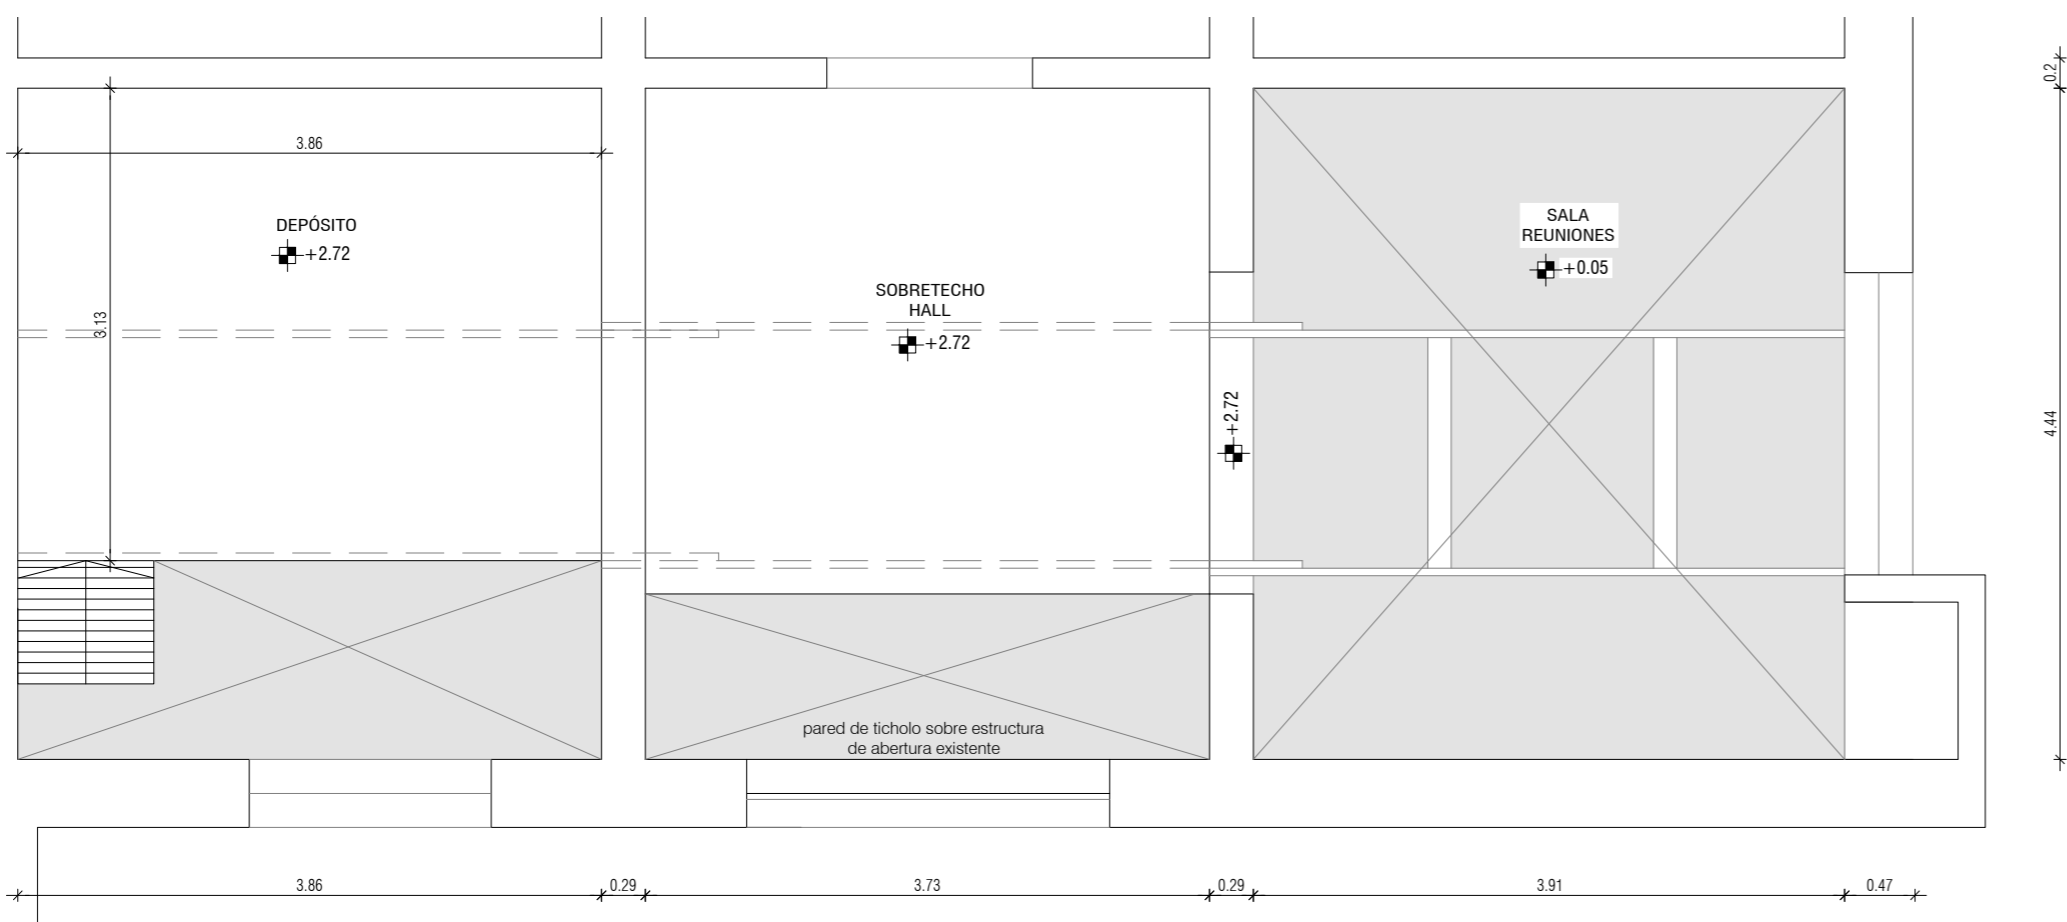 0.2
3.86
DEPÓSITO
+2.72
SALA
REUNIONES
+0.05
SOBRETECHO
HALL
+2.72
3.13
+2.72
4.44
pared de ticholo sobre estructura
de abertura existente
3.86
0.29
3.73
0.29
3.91
0.47